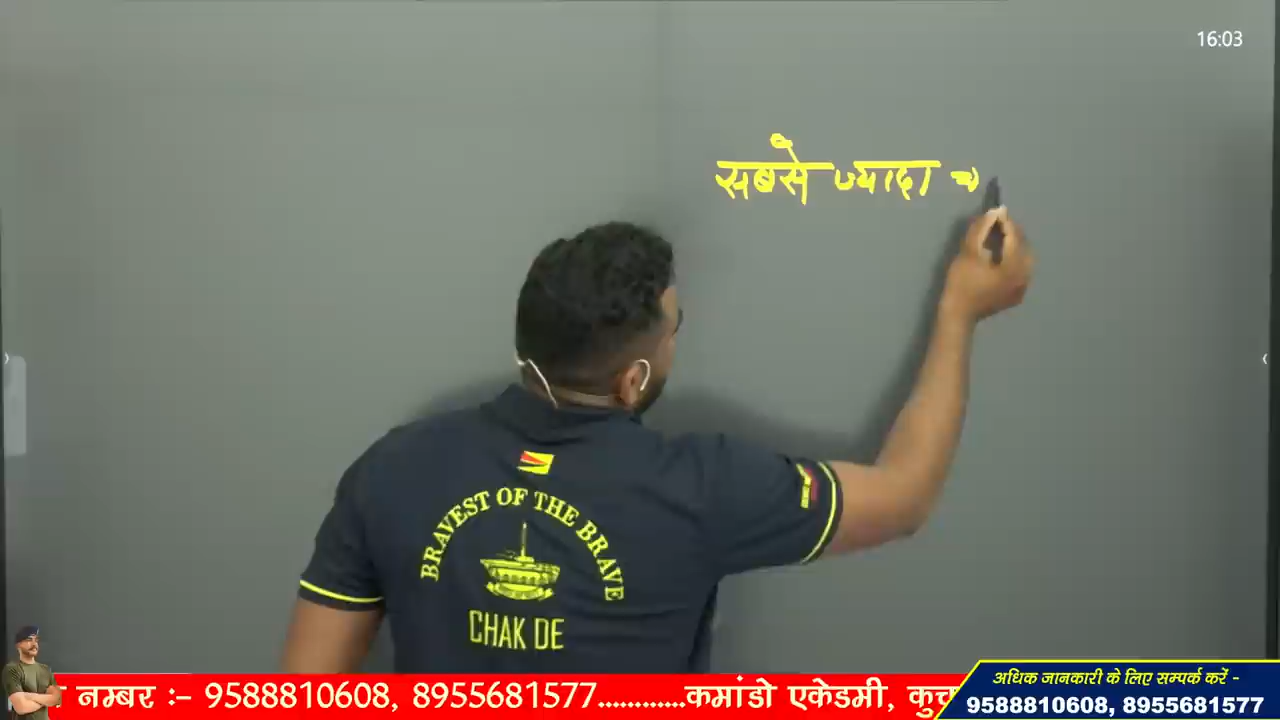 16:03
सबसे ज्यादा
BRAVEST OF THE BRAVE
CHAK DE
नम्बर :- 9588810608, 8955681577............कमांडो एकेडमी,
अधिक जानकारी के लिए सम्पर्क करें -
9588810608, 8955681577